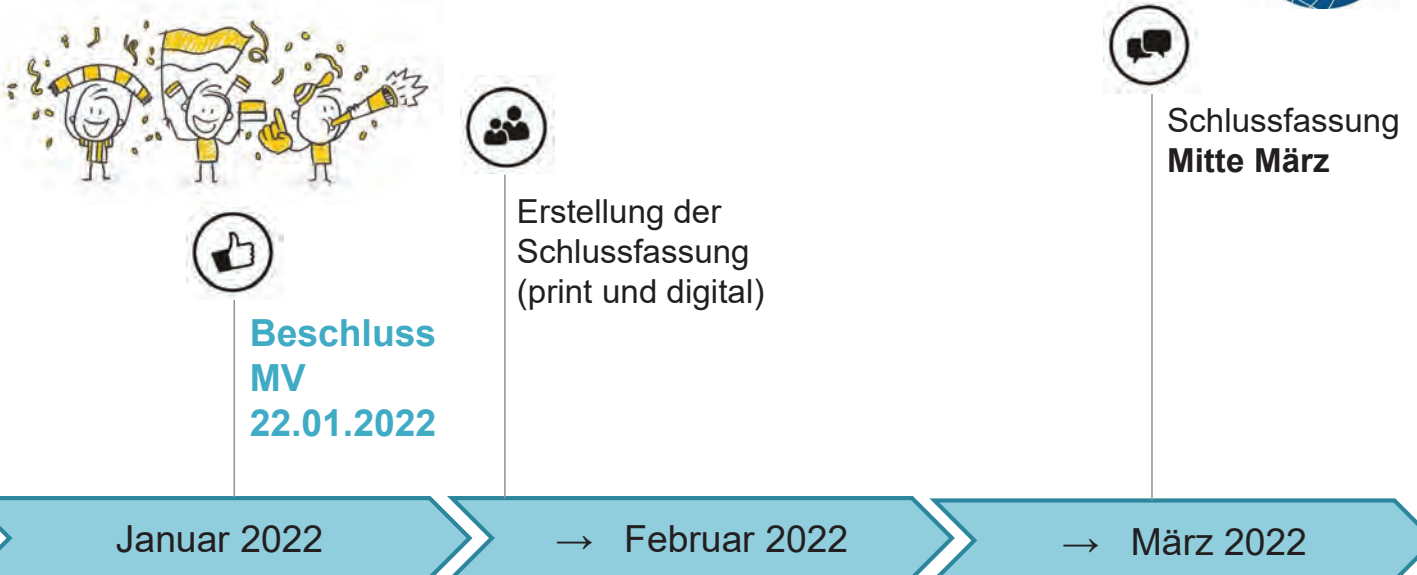 Beschluss
MV
22.01.2022
Erstellung der
Schlussfassung
(print und digital)
Schlussfassung
Mitte März
Januar 2022
→ Februar 2022
→ März 2022